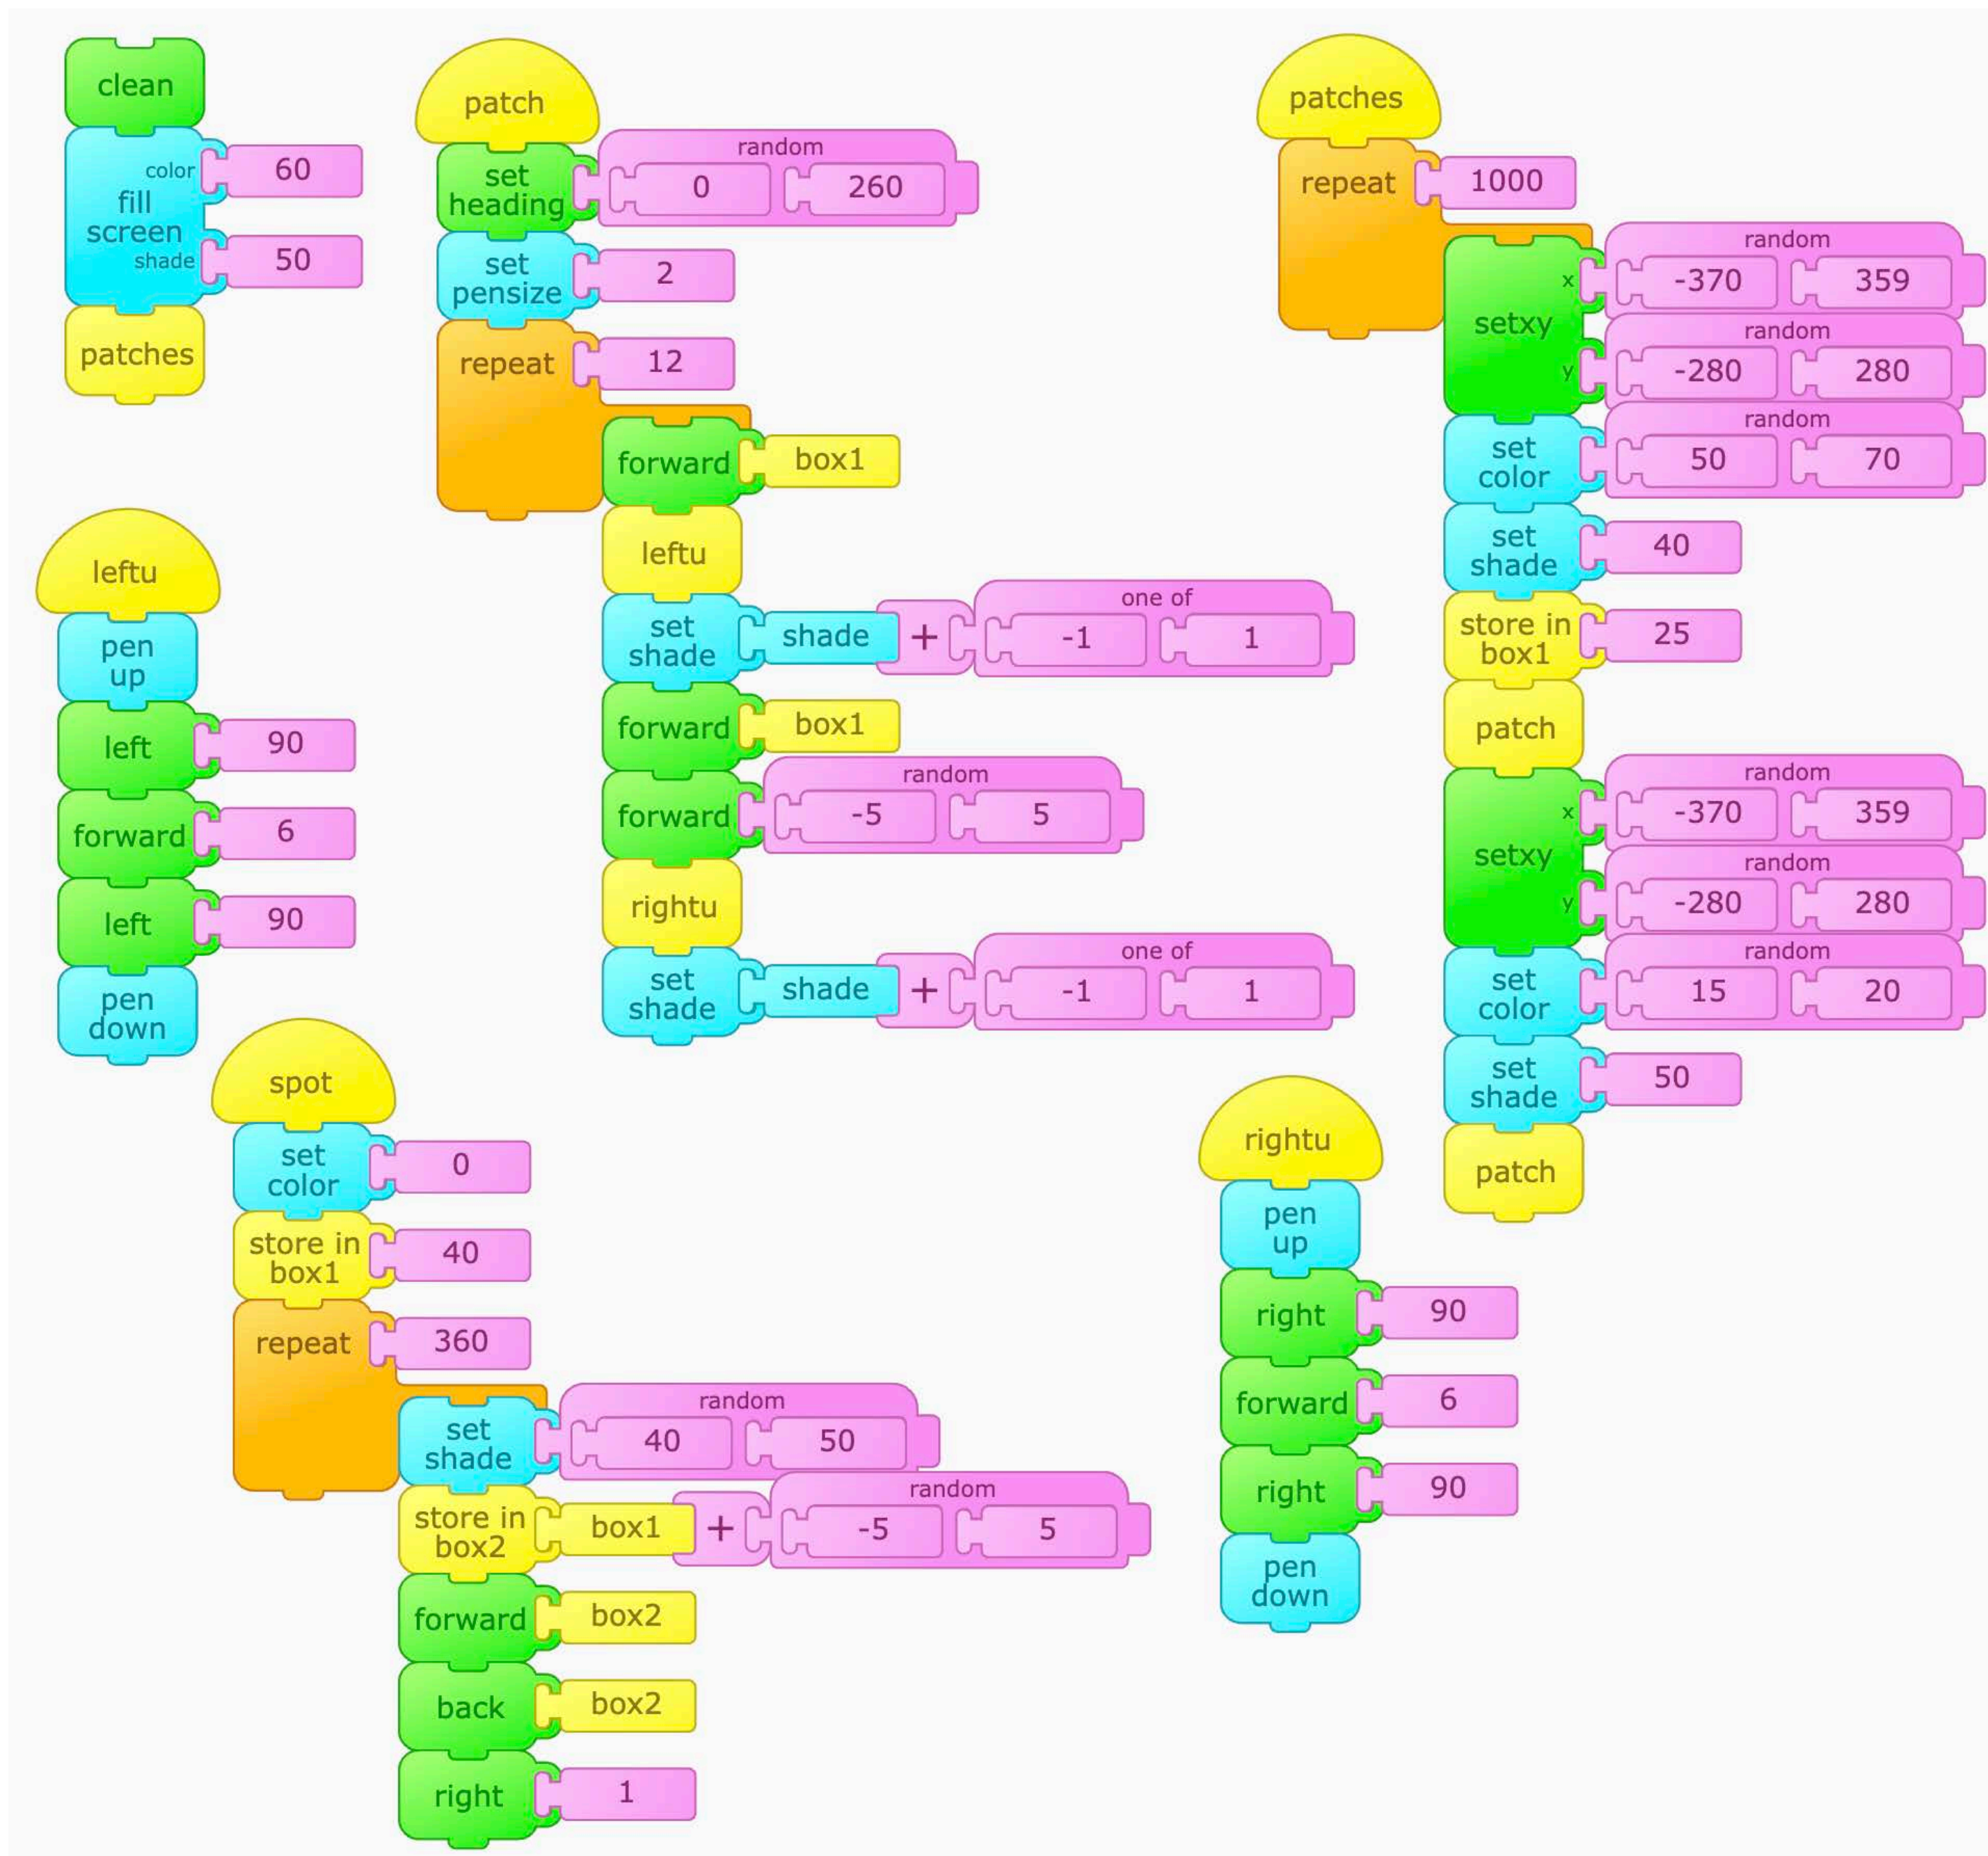 clean
color 60
fill
screen
shade 50
patches
patch
set
heading
random
0 260
set
pensize
2
repeat 12
forward box1
leftu
set
shade
shade +
one of
-1 1
forward box1
forward
random
-5 5
rightu
set
shade
shade +
one of
-1 1
patches
repeat 1000
setxy
x
random
-370 359
y
random
-280 280
set
color
random
50 70
set
shade
40
store in
box1
25
patch
setxy
x
random
-370 359
y
random
-280 280
set
color
random
15 20
set
shade
50
patch
leftu
pen
up
left 90
forward 6
left 90
pen
down
spot
set
color
0
store in
box1
40
repeat 360
set
shade
random
40 50
store in
box2
box1 +
random
-5 5
forward box2
back box2
right 1
rightu
pen
up
right 90
forward 6
right 90
pen
down